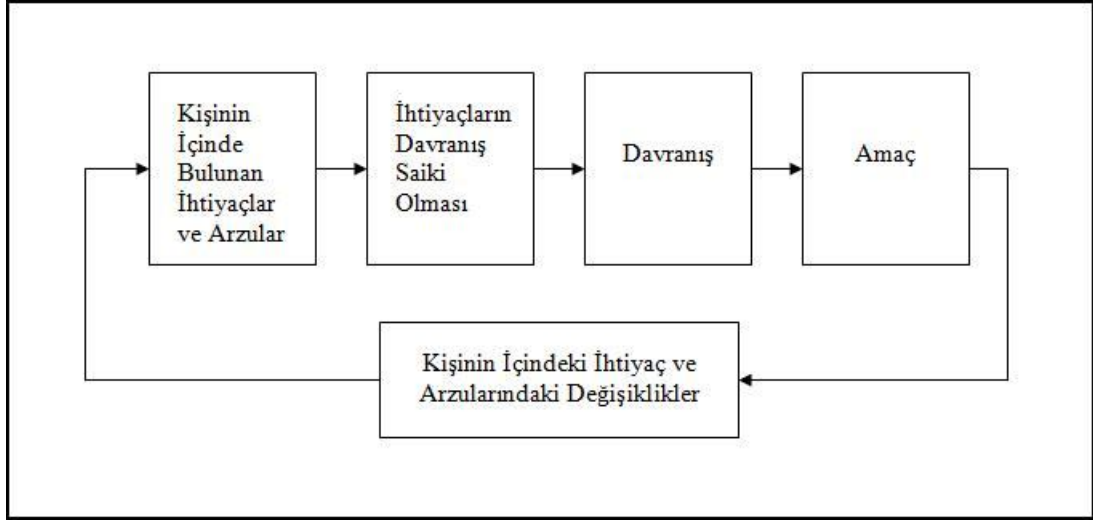 Kişinin
İçinde
Bulunan
İhtiyaçlar
ve Arzular
İhtiyaçların
Davranış
Saiki
Olması
Davranış
Amaç
Kişinin İçindeki İhtiyaç ve
Arzularındaki Değişiklikler